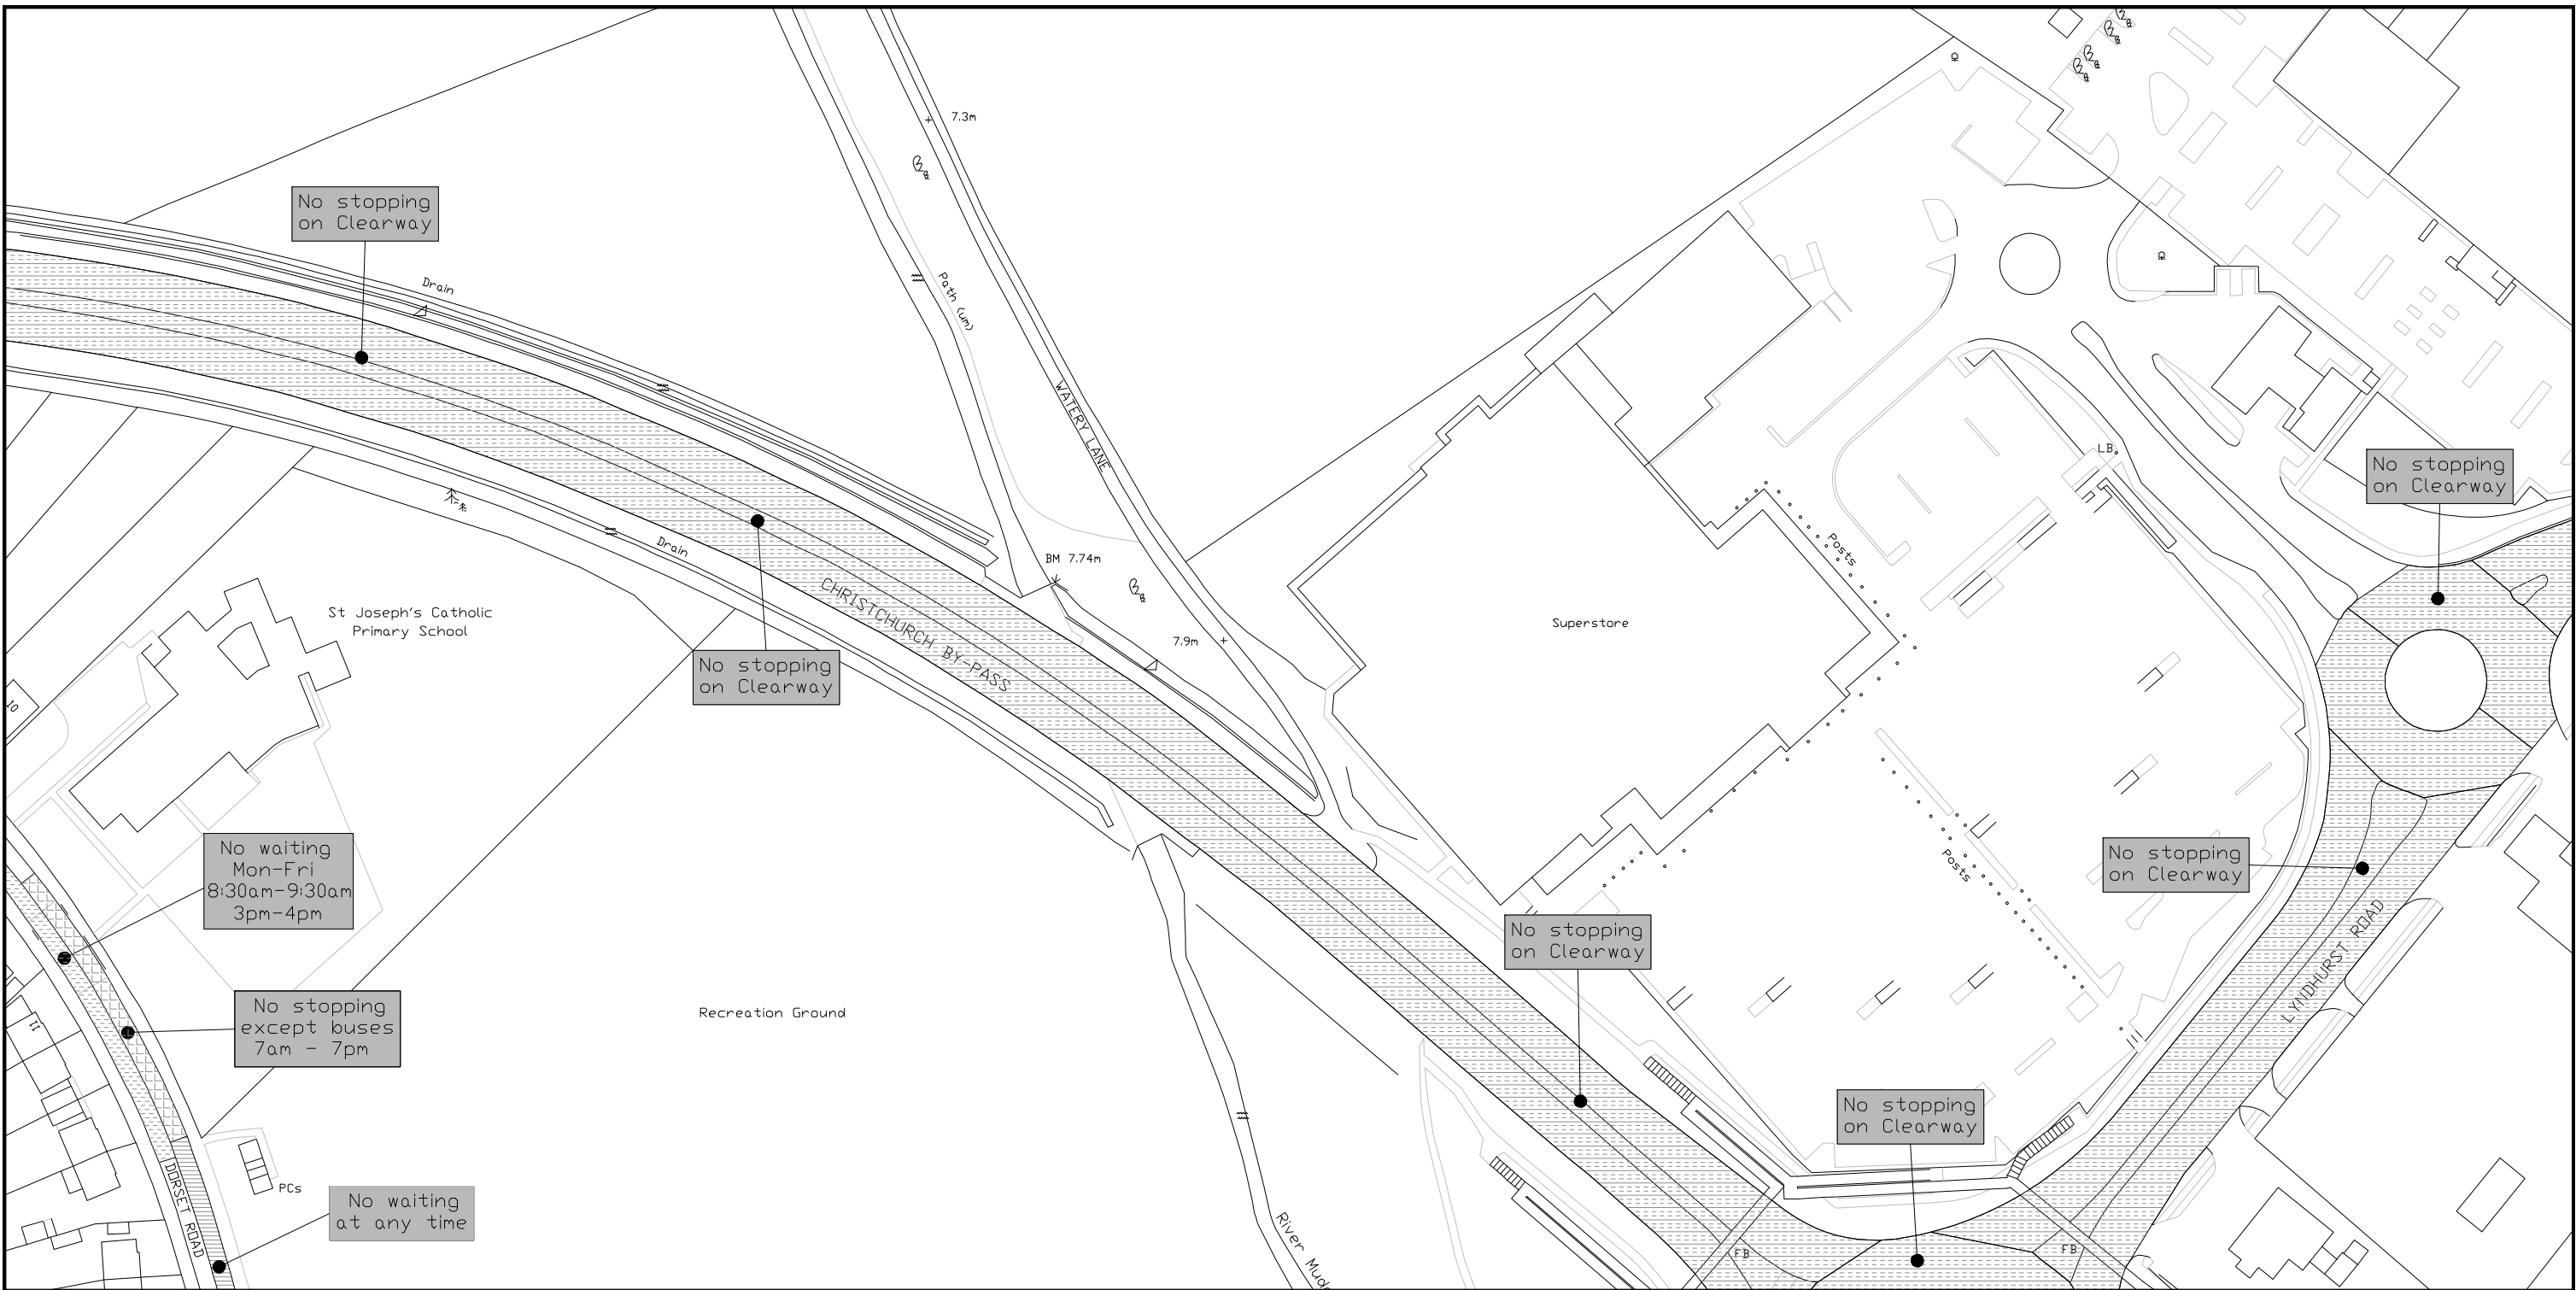 7.3m
No stopping
on Clearway
Drain
Path (um)
WATERY LANE
LB
No stopping
on Clearway
Posts
Drain
BM 7.74m
CHRISTCHURCH BY-PASS
St Joseph's Catholic
Primary School
7.9m
Superstore
No stopping
on Clearway
10
No waiting
Mon-Fri
8:30am-9:30am
3pm-4pm
Posts
No stopping
on Clearway
No stopping
on Clearway
LYNDHURST ROAD
No stopping
except buses
7am - 7pm
Recreation Ground
11
No stopping
on Clearway
DORSET ROAD
PCs
No waiting
at any time
River Mude
FB
FB